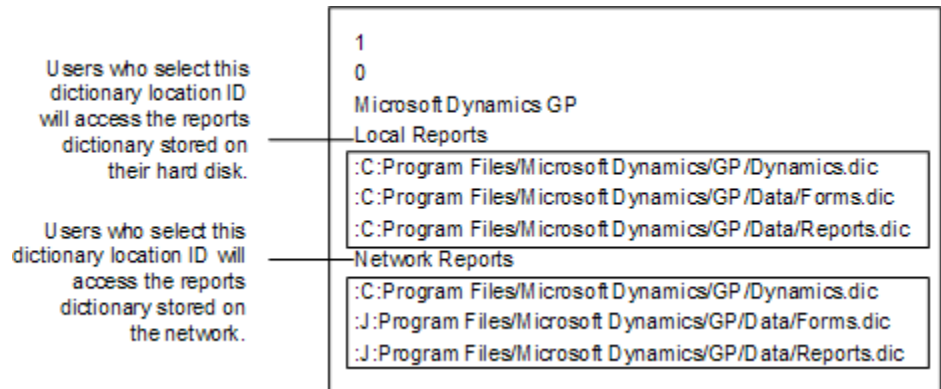 Users who select this
dictionary location ID
will access the reports
dictionary stored on
their hard disk.
Users who select this
dictionary location ID will
access the reports
dictionary stored on
the network.
1
0
Microsoft Dynamics GP
Local Reports
:C:Program Files/Microsoft Dynamics/GP/Dynamics.dic
:C:Program Files/Microsoft Dynamics/GP/Data/Forms.dic
:C:Program Files/Microsoft Dynamics/GP/Data/Reports.dic
Network Reports
:C:Program Files/Microsoft Dynamics/GP/Dynamics.dic
:J:Program Files/Microsoft Dynamics/GP/Data/Forms.dic
:J:Program Files/Microsoft Dynamics/GP/Data/Reports.dic